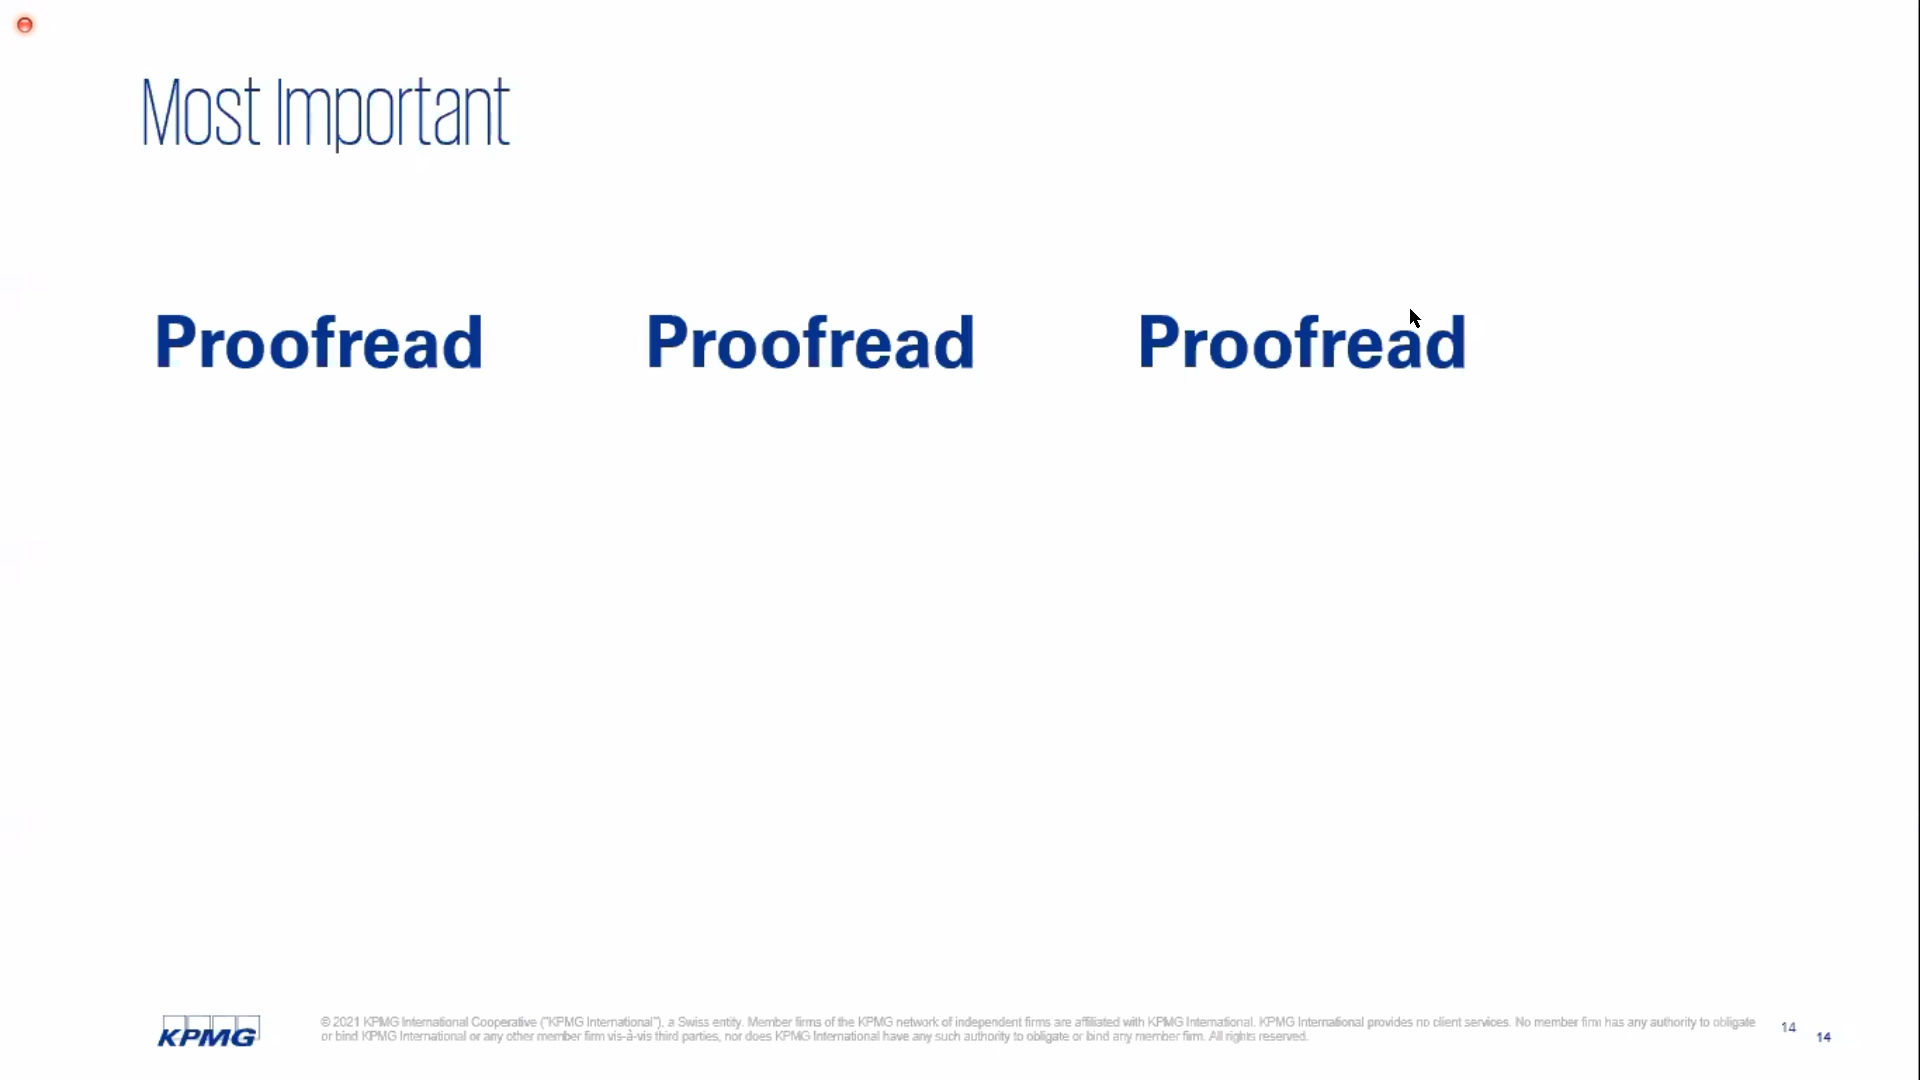 Most Important
Proofread Proofread Proofread
KPMG
© 2021 KPMG International Cooperative ("KPMG International"), a Swiss entity. Member firms of the KPMG network of independent firms are affiliated with KPMG International. KPMG International provides no client services. No member firm has any authority to obligate
or bind KPMG International or any other member firm vis-à-vis third parties, nor does KPMG International have any such authority to obligate or bind any member firm. All rights reserved.
14
14